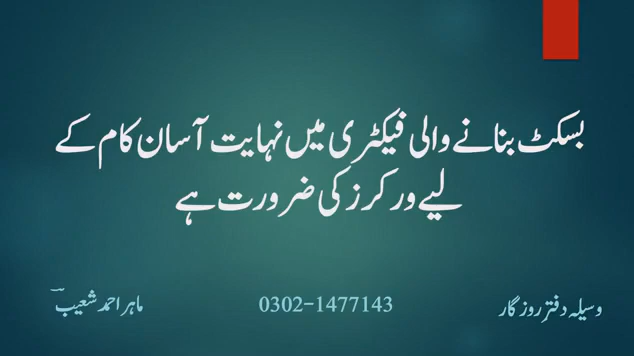 بسکٹ بنانے والی فیکٹری میں نہایت آسان کام کے
لیے ورکرز کی ضرورت ہے
وسیلہ دفتر روزگار
0302-1477143
ماہر احمد شعیب